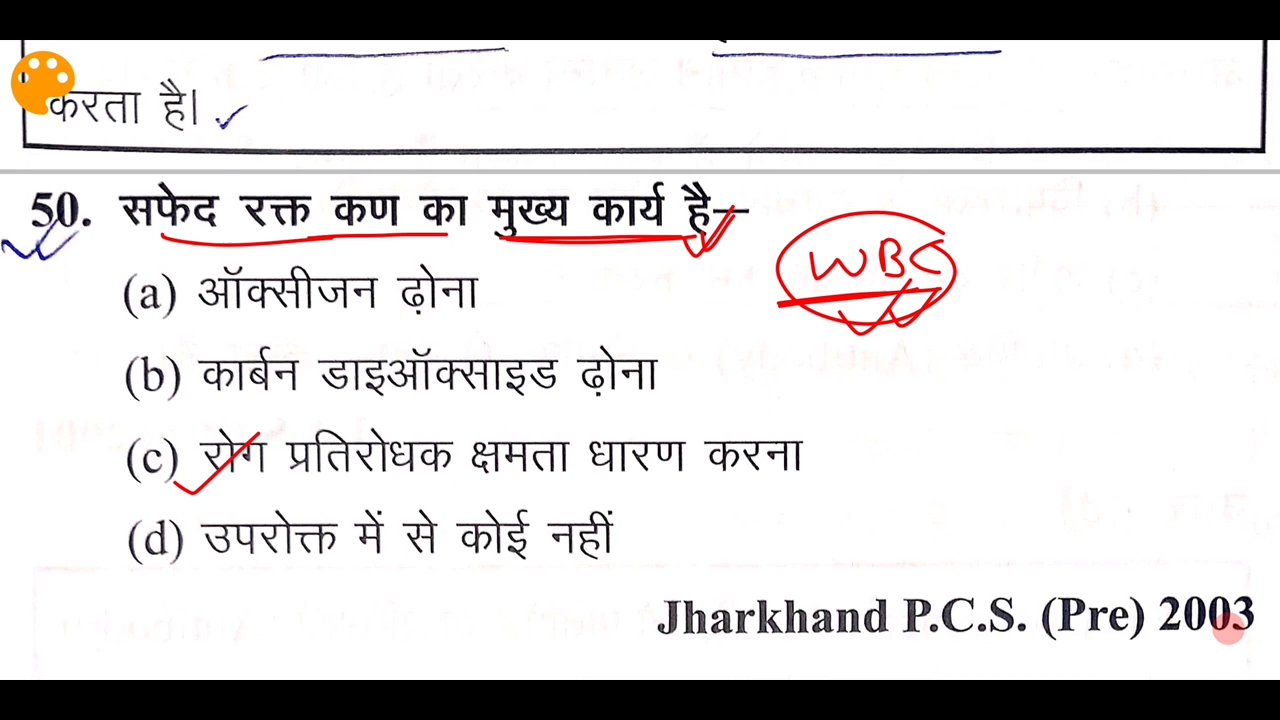 करता है।
50. सफेद रक्त कण का मुख्य कार्य है–
WBC
(a) ऑक्सीजन ढ़ोना
(b) कार्बन डाइऑक्साइड ढ़ोना
(c) रोग प्रतिरोधक क्षमता धारण करना
(d) उपरोक्त में से कोई नहीं
Jharkhand P.C.S. (Pre) 2003